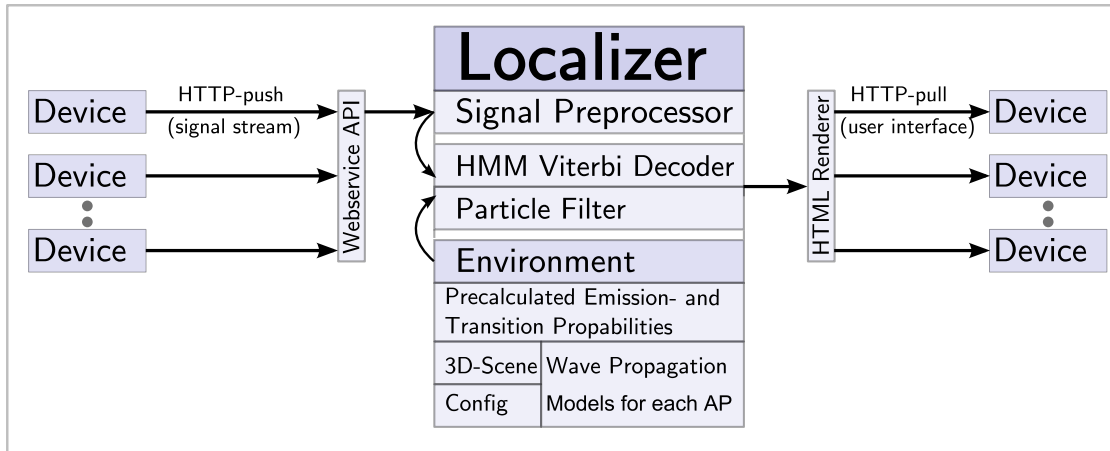 Localizer
Device
HTTP-push
(signal stream)
Device
Device
Webservice API
Signal Preprocessor
HMM Viterbi Decoder
Particle Filter
Environment
Precalculated Emission- and
Transition Propabilities
3D-Scene
Config
Wave Propagation
Models for each AP
HTML Renderer
HTTP-pull
(user interface)
Device
Device
Device